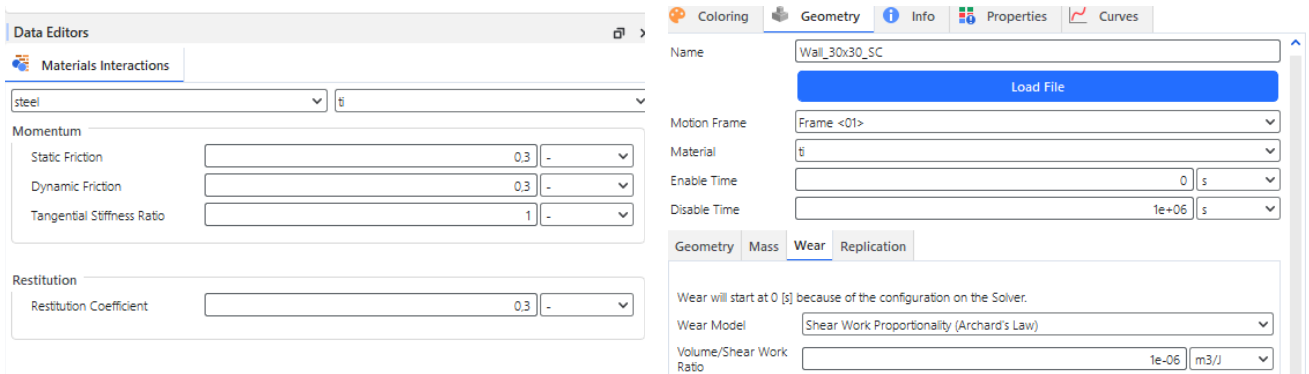 Data Editors
Materials Interactions
steel ti
Momentum
Static Friction 0,3 -
Dynamic Friction 0,3 -
Tangential Stiffness Ratio 1 -
Restitution
Restitution Coefficient 0,3 -
Coloring Geometry Info Properties Curves
Name Wall_30x30_SC
Load File
Motion Frame Frame <01>
Material ti
Enable Time 0 s
Disable Time 1e+06 s
Geometry Mass Wear Replication
Wear will start at 0 [s] because of the configuration on the Solver.
Wear Model Shear Work Proportionality (Archard's Law)
Volume/Shear Work
Ratio 1e-06 m3/J